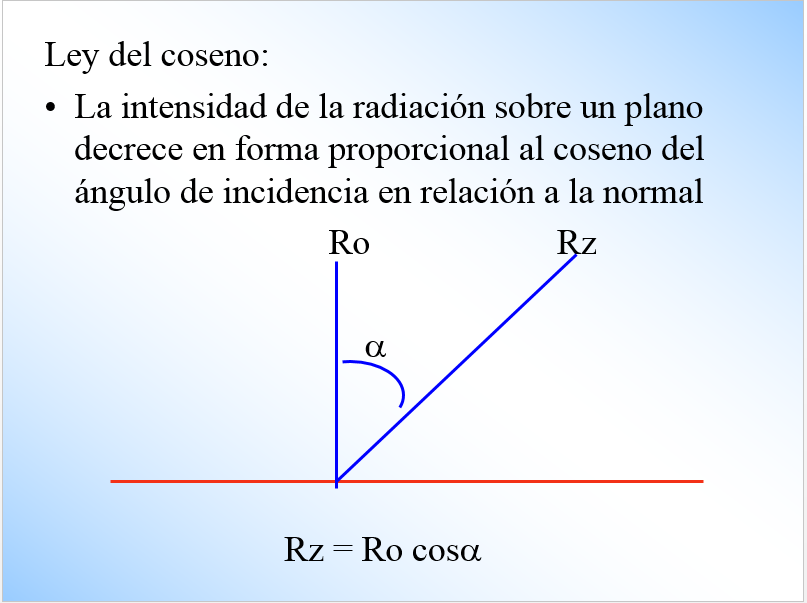 Ley del coseno:
• La intensidad de la radiación sobre un plano
decrece en forma proporcional al coseno del
ángulo de incidencia en relación a la normal
Ro Rz
α
Rz = Ro cosα